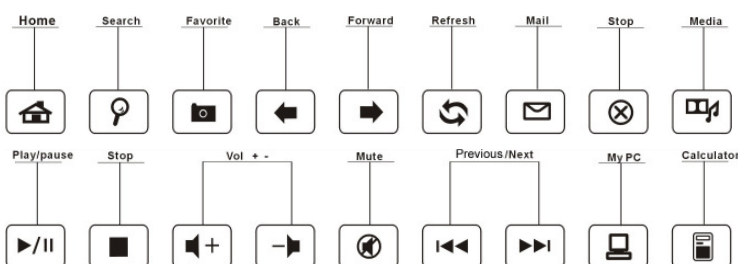 Home Search Favorite Back Forward Refresh Mail Stop Media
Play/pause Stop Vol + - Mute Previous/Next My PC Calculator